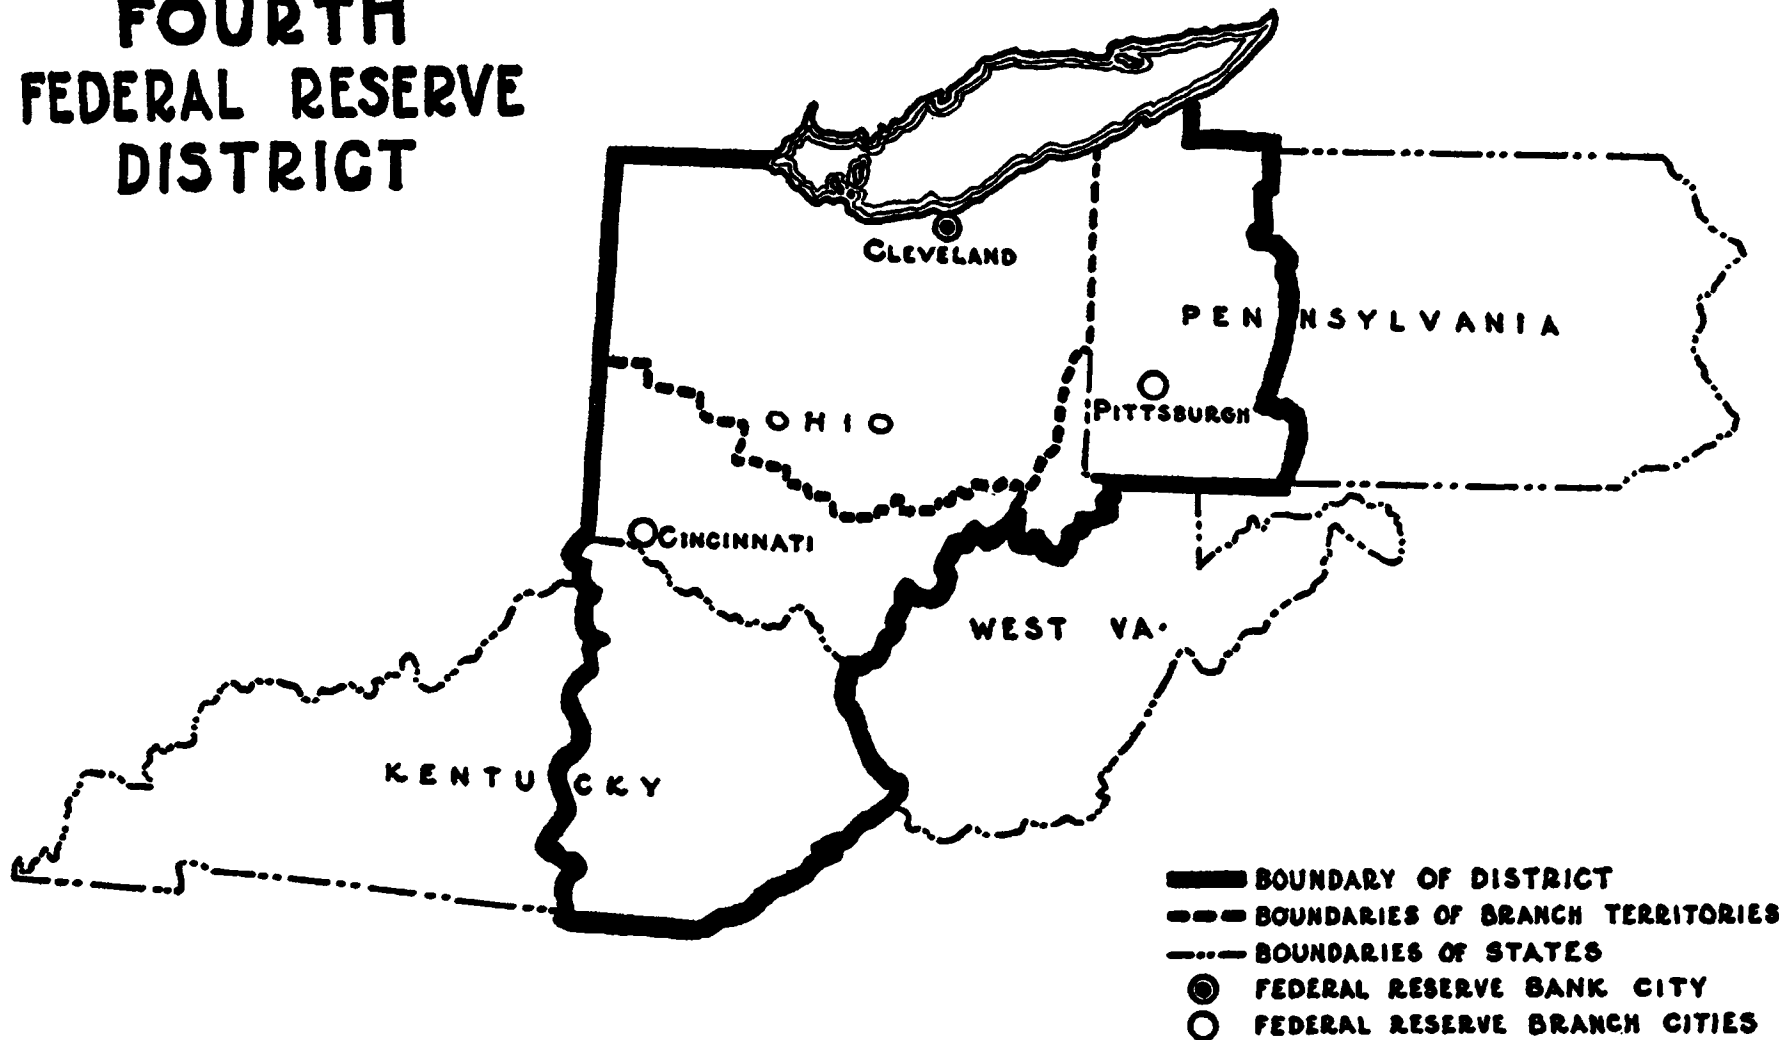 FOURTH
FEDERAL RESERVE
DISTRICT
CLEVELAND
PENNSYLVANIA
PITTSBURGH
OHIO
CINCINNATI
WEST VA.
KENTUCKY
BOUNDARY OF DISTRICT
BOUNDARIES OF BRANCH TERRITORIES
BOUNDARIES OF STATES
FEDERAL RESERVE BANK CITY
FEDERAL RESERVE BRANCH CITIES